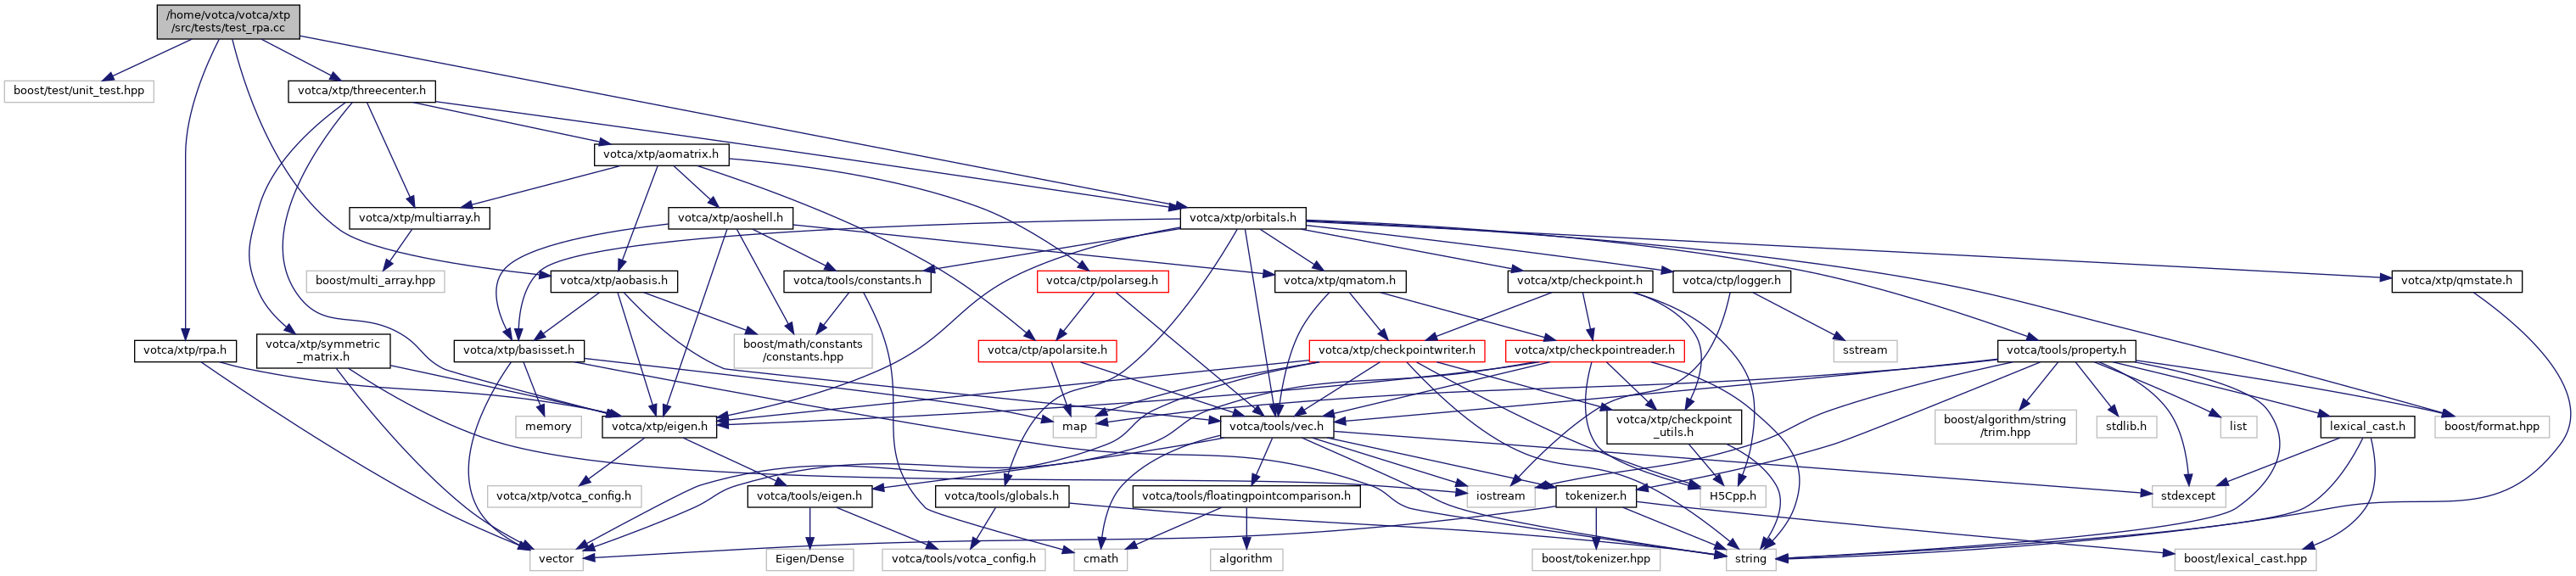 /home/votca/votca/xtp
/src/tests/test_rpa.cc
boost/test/unit_test.hpp
votca/xtp/threecenter.h
votca/xtp/aomatrix.h
votca/xtp/multiarray.h
votca/xtp/aoshell.h
votca/xtp/orbitals.h
boost/multi_array.hpp
votca/xtp/aobasis.h
votca/tools/constants.h
votca/ctp/polarseg.h
votca/xtp/qmatom.h
votca/xtp/checkpoint.h
votca/ctp/logger.h
votca/xtp/qmstate.h
votca/xtp/rpa.h
votca/xtp/symmetric
_matrix.h
votca/xtp/basisset.h
boost/math/constants
/constants.hpp
votca/ctp/apolarsite.h
votca/xtp/checkpointwriter.h
votca/xtp/checkpointreader.h
sstream
votca/tools/property.h
memory
votca/xtp/eigen.h
map
votca/tools/vec.h
votca/xtp/checkpoint
_utils.h
boost/algorithm/string
/trim.hpp
stdlib.h
list
lexical_cast.h
boost/format.hpp
votca/xtp/votca_config.h
votca/tools/eigen.h
votca/tools/globals.h
votca/tools/floatingpointcomparison.h
iostream
tokenizer.h
H5Cpp.h
stdexcept
vector
Eigen/Dense
votca/tools/votca_config.h
cmath
algorithm
boost/tokenizer.hpp
string
boost/lexical_cast.hpp